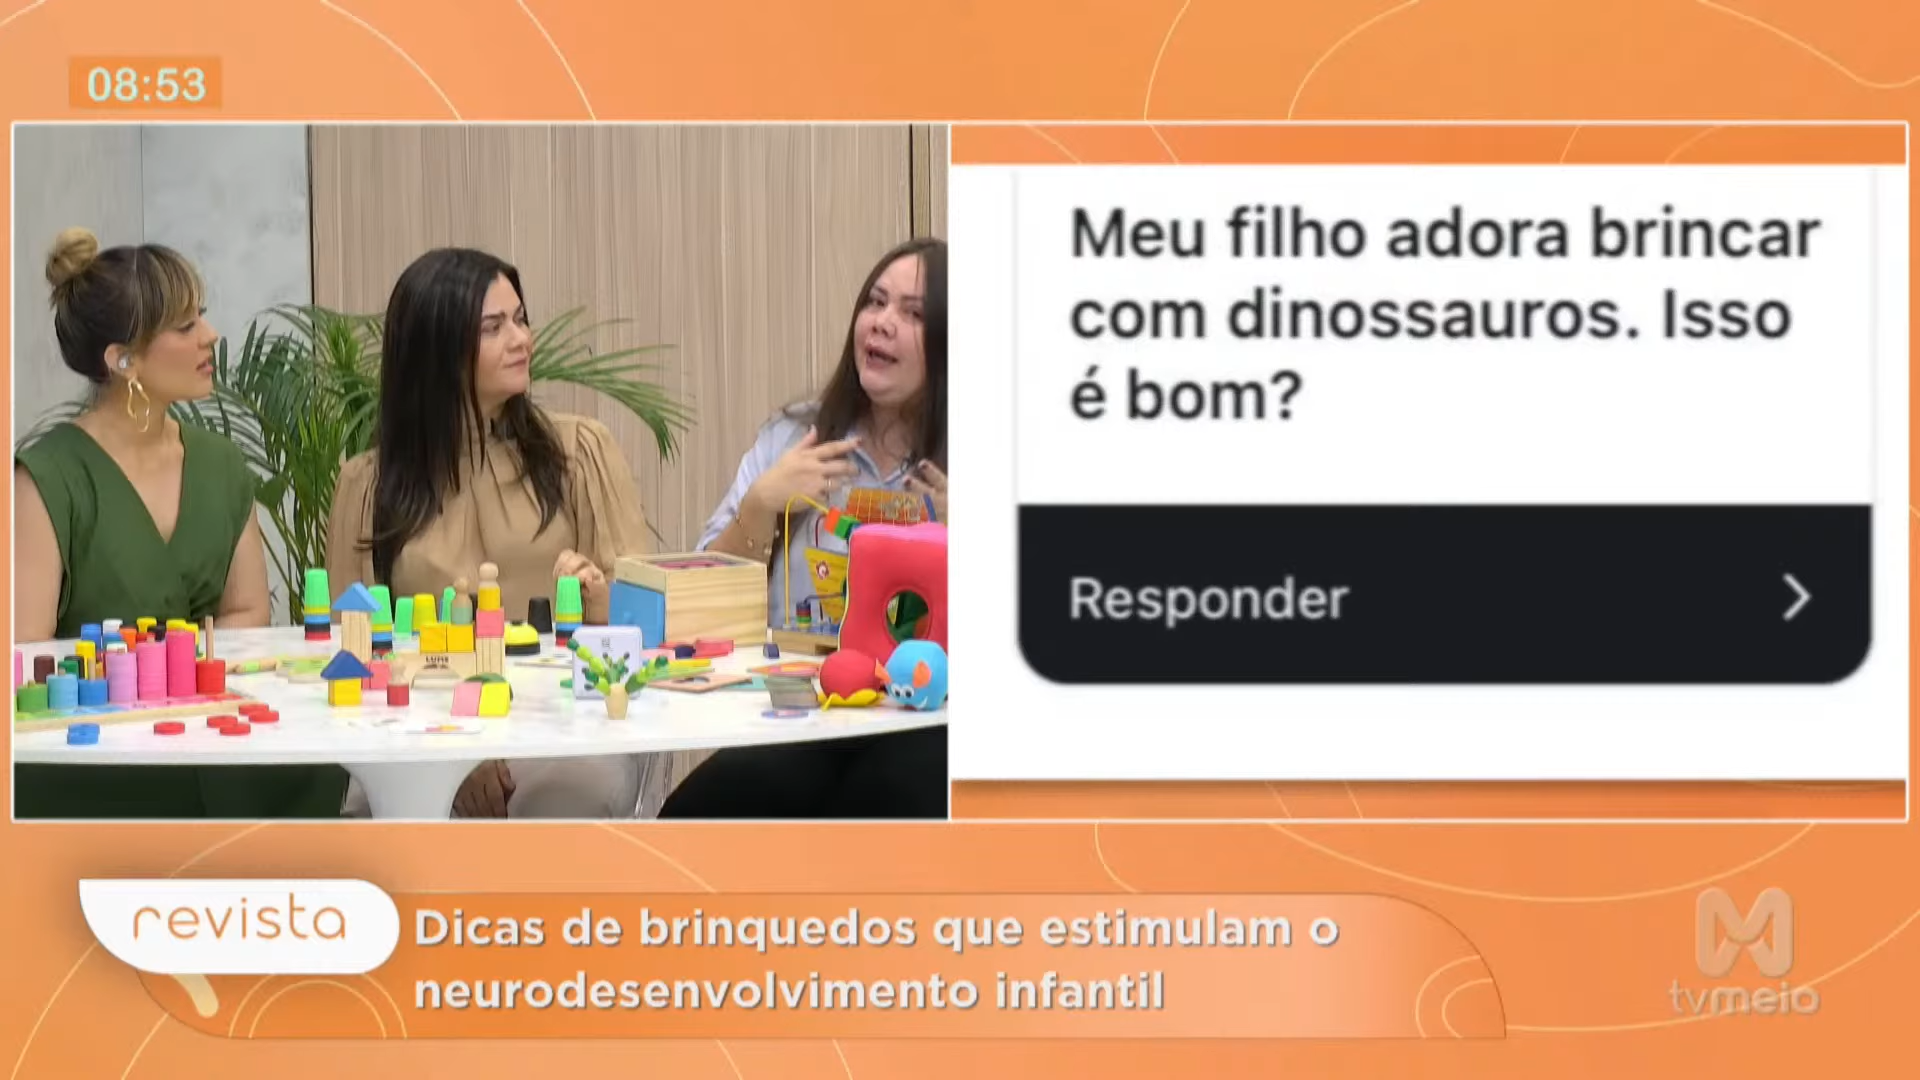 08:53
Meu filho adora brincar
com dinossauros. Isso
é bom?
Responder
LUME
revista
Dicas de brinquedos que estimulam o
neurodesenvolvimento infantil
tvmeio